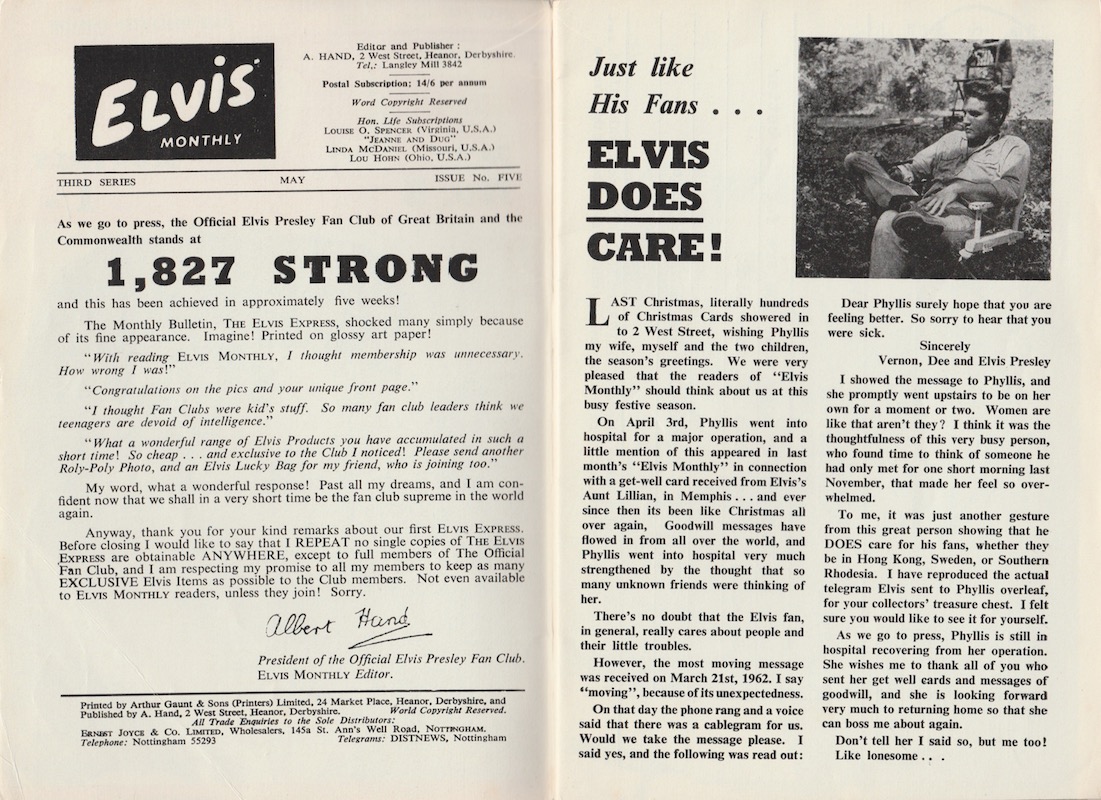 ELVIS
MONTHLY
Editor and Publisher :
A. HAND, 2 West Street, Heanor, Derbyshire.
Tel.: Langley Mill 3842
Postal Subscription; 14/6 per annum
Word Copyright Reserved
Hon. Life Subscriptions
LOUISE O. SPENCER (Virginia, U.S.A.)
"JEANNE AND DUG"
LINDA MCDANIEL (Missouri, U.S.A.)
LOU HOHN (Ohio, U.S.A.)
THIRD SERIES MAY ISSUE No. FIVE
As we go to press, the Official Elvis Presley Fan Club of Great Britain and the
Commonwealth stands at
1,827 STRONG
and this has been achieved in approximately five weeks!
The Monthly Bulletin, THE ELVIS EXPRESS, shocked many simply because
of its fine appearance. Imagine! Printed on glossy art paper!
"With reading ELVIS MONTHLY, I thought membership was unnecessary.
How wrong I was!"
"Congratulations on the pics and your unique front page."
"I thought Fan Clubs were kid's stuff. So many fan club leaders think we
teenagers are devoid of intelligence."
"What a wonderful range of Elvis Products you have accumulated in such a
short time! So cheap . . . and exclusive to the Club I noticed! Please send another
Roly-Poly Photo, and an Elvis Lucky Bag for my friend, who is joining too."
My word, what a wonderful response! Past all my dreams, and I am con-
fident now that we shall in a very short time be the fan club supreme in the world
again.
Anyway, thank you for your kind remarks about our first ELVIS EXPRESS.
Before closing I would like to say that I REPEAT no single copies of THE ELVIS
EXPRESS are obtainable ANYWHERE, except to full members of The Official
Fan Club, and I am respecting my promise to all my members to keep as many
EXCLUSIVE Elvis Items as possible to the Club members. Not even available
to ELVIS MONTHLY readers, unless they join! Sorry.
Albert Hand
President of the Official Elvis Presley Fan Club.
ELVIS MONTHLY Editor.
Printed by Arthur Gaunt & Sons (Printers) Limited, 24 Market Place, Heanor, Derbyshire, and
Published by A. Hand, 2 West Street, Heanor, Derbyshire. World Copyright Reserved.
All Trade Enquiries to the Sole Distributors:
ERNEST JOYCE & CO. LIMITED, Wholesalers, 145a St. Ann's Well Road, NOTTINGHAM.
Telephone: Nottingham 55293 Telegrams: DISTNEWS, Nottingham
Just like
His Fans . . .
ELVIS
DOES
CARE!
LAST Christmas, literally hundreds
of Christmas Cards showered in
to 2 West Street, wishing Phyllis
my wife, myself and the two children,
the season's greetings. We were very
pleased that the readers of "Elvis
Monthly" should think about us at this
busy festive season.
On April 3rd, Phyllis went into
hospital for a major operation, and a
little mention of this appeared in last
month's "Elvis Monthly" in connection
with a get-well card received from Elvis's
Aunt Lillian, in Memphis . . . and ever
since then its been like Christmas all
over again, Goodwill messages have
flowed in from all over the world, and
Phyllis went into hospital very much
strengthened by the thought that so
many unknown friends were thinking of
her.
There's no doubt that the Elvis fan,
in general, really cares about people and
their little troubles.
However, the most moving message
was received on March 21st, 1962. I say
"moving", because of its unexpectedness.
On that day the phone rang and a voice
said that there was a cablegram for us.
Would we take the message please. I
said yes, and the following was read out:
Dear Phyllis surely hope that you are
feeling better. So sorry to hear that you
were sick.
Sincerely
Vernon, Dee and Elvis Presley
I showed the message to Phyllis, and
she promptly went upstairs to be on her
own for a moment or two. Women are
like that aren't they? I think it was the
thoughtfulness of this very busy person,
who found time to think of someone he
had only met for one short morning last
November, that made her feel so over-
whelmed.
To me, it was just another gesture
from this great person showing that he
DOES care for his fans, whether they
be in Hong Kong, Sweden, or Southern
Rhodesia. I have reproduced the actual
telegram Elvis sent to Phyllis overleaf,
for your collectors' treasure chest. I felt
sure you would like to see it for yourself.
As we go to press, Phyllis is still in
hospital recovering from her operation.
She wishes me to thank all of you who
sent her get well cards and messages of
goodwill, and she is looking forward
very much to returning home so that she
can boss me about again.
Don't tell her I said so, but me too!
Like lonesome . . .